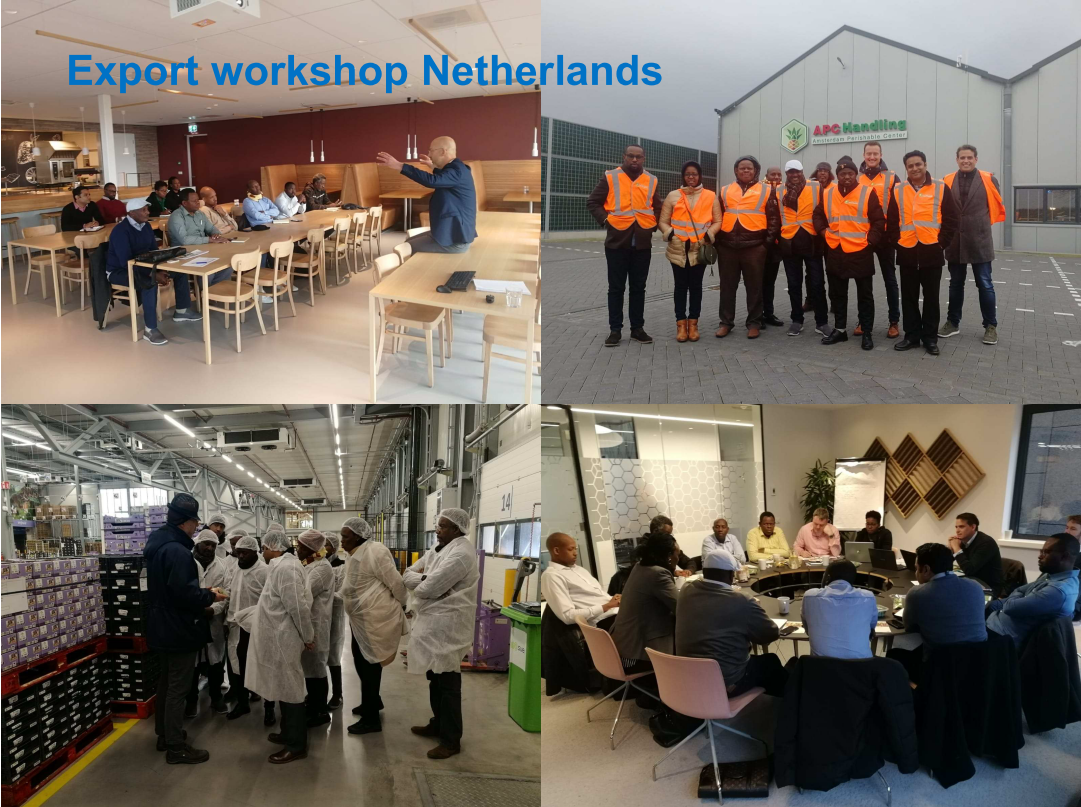 Export workshop Netherlands
APC Handling
Amsterdam Perishable Center
14